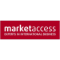 marketaccess
EXPERTS IN INTERNATIONAL BUSINESS